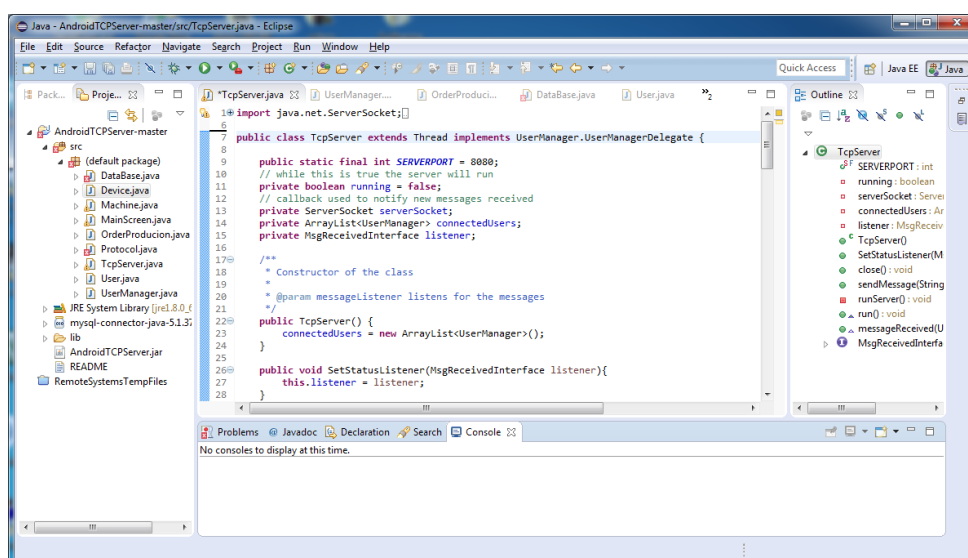 Java - AndroidTCPServer-master/src/TcpServer.java - Eclipse
File Edit Source Refactor Navigate Search Project Run Window Help
Quick Access Java EE Java
Pack... Proje...
AndroidTCPServer-master
src
(default package)
DataBase.java
Device.java
Machine.java
MainScreen.java
OrderProducion.java
Protocol.java
TcpServer.java
User.java
UserManager.java
JRE System Library [jre1.8.0_
mysql-connector-java-5.1.37
lib
AndroidTCPServer.jar
README
RemoteSystemsTempFiles
*TcpServer.java UserManager.... OrderProduci... DataBase.java User.java »2
1 import java.net.ServerSocket;
6
7 public class TcpServer extends Thread implements UserManager.UserManagerDelegate {
8
9 public static final int SERVERPORT = 8080;
10 // while this is true the server will run
11 private boolean running = false;
12 // callback used to notify new messages received
13 private ServerSocket serverSocket;
14 private ArrayList<UserManager> connectedUsers;
15 private MsgReceivedInterface listener;
16
17 /**
18 * Constructor of the class
19 *
20 * @param messageListener listens for the messages
21 */
22 public TcpServer() {
23 connectedUsers = new ArrayList<UserManager>();
24 }
25
26 public void SetStatusListener(MsgReceivedInterface listener){
27 this.listener = listener;
28 }
Outline
TcpServer
SERVERPORT : int
running : boolean
serverSocket : Server
connectedUsers : Ar
listener : MsgReceiv
TcpServer()
SetStatusListener(M
close() : void
sendMessage(String
runServer() : void
run() : void
messageReceived(U
MsgReceivedInterfa
Problems @ Javadoc Declaration Search Console
No consoles to display at this time.